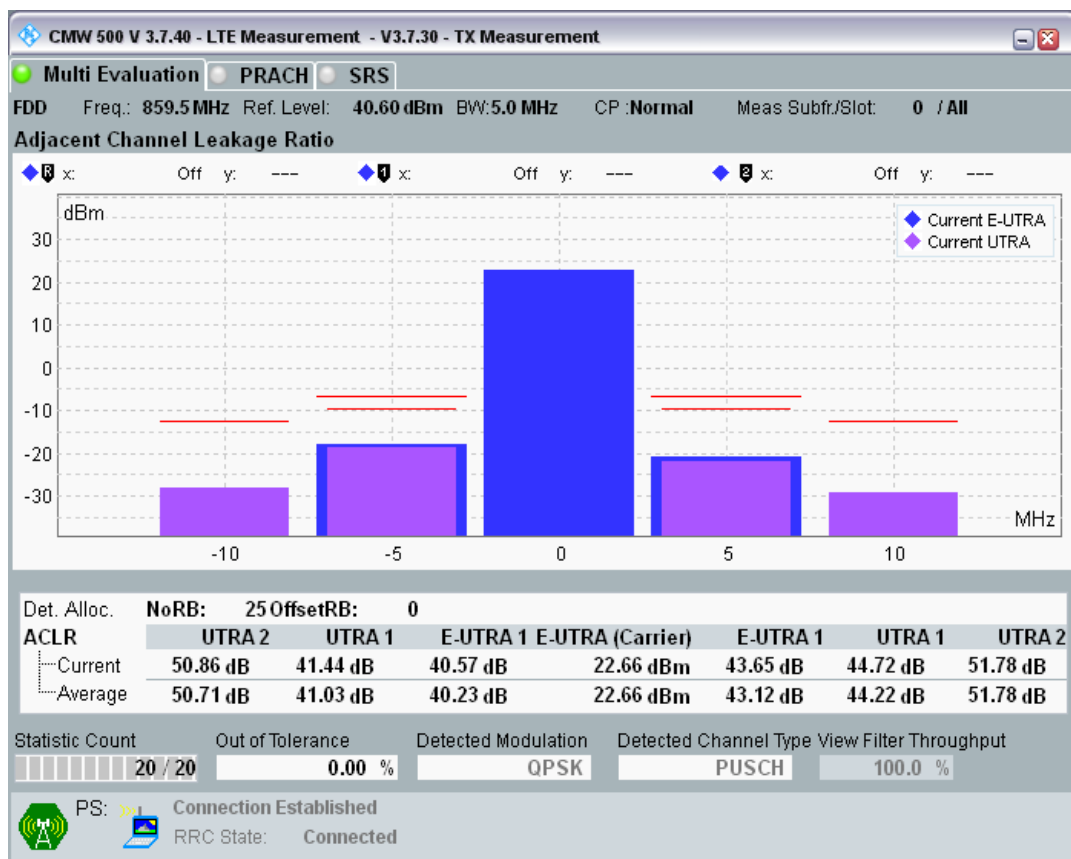 CMW 500 V 3.7.40 - LTE Measurement - V3.7.30 - TX Measurement
Multi Evaluation PRACH SRS
FDD Freq.: 859.5 MHz Ref. Level: 40.60 dBm BW:5.0 MHz CP :Normal Meas Subfr./Slot: 0 / All
Adjacent Channel Leakage Ratio
R x: Off y: --- 1 x: Off y: --- 2 x: Off y: ---
dBm
Current E-UTRA
Current UTRA
30
20
10
0
-10
-20
-30
MHz
-10 -5 0 5 10
Det. Alloc. NoRB: 25 OffsetRB: 0
ACLR UTRA 2 UTRA 1 E-UTRA 1 E-UTRA (Carrier) E-UTRA 1 UTRA 1 UTRA 2
Current 50.86 dB 41.44 dB 40.57 dB 22.66 dBm 43.65 dB 44.72 dB 51.78 dB
Average 50.71 dB 41.03 dB 40.23 dB 22.66 dBm 43.12 dB 44.22 dB 51.78 dB
Statistic Count Out of Tolerance Detected Modulation Detected Channel Type View Filter Throughput
20 / 20 0.00 % QPSK PUSCH 100.0 %
PS: Connection Established
RRC State: Connected